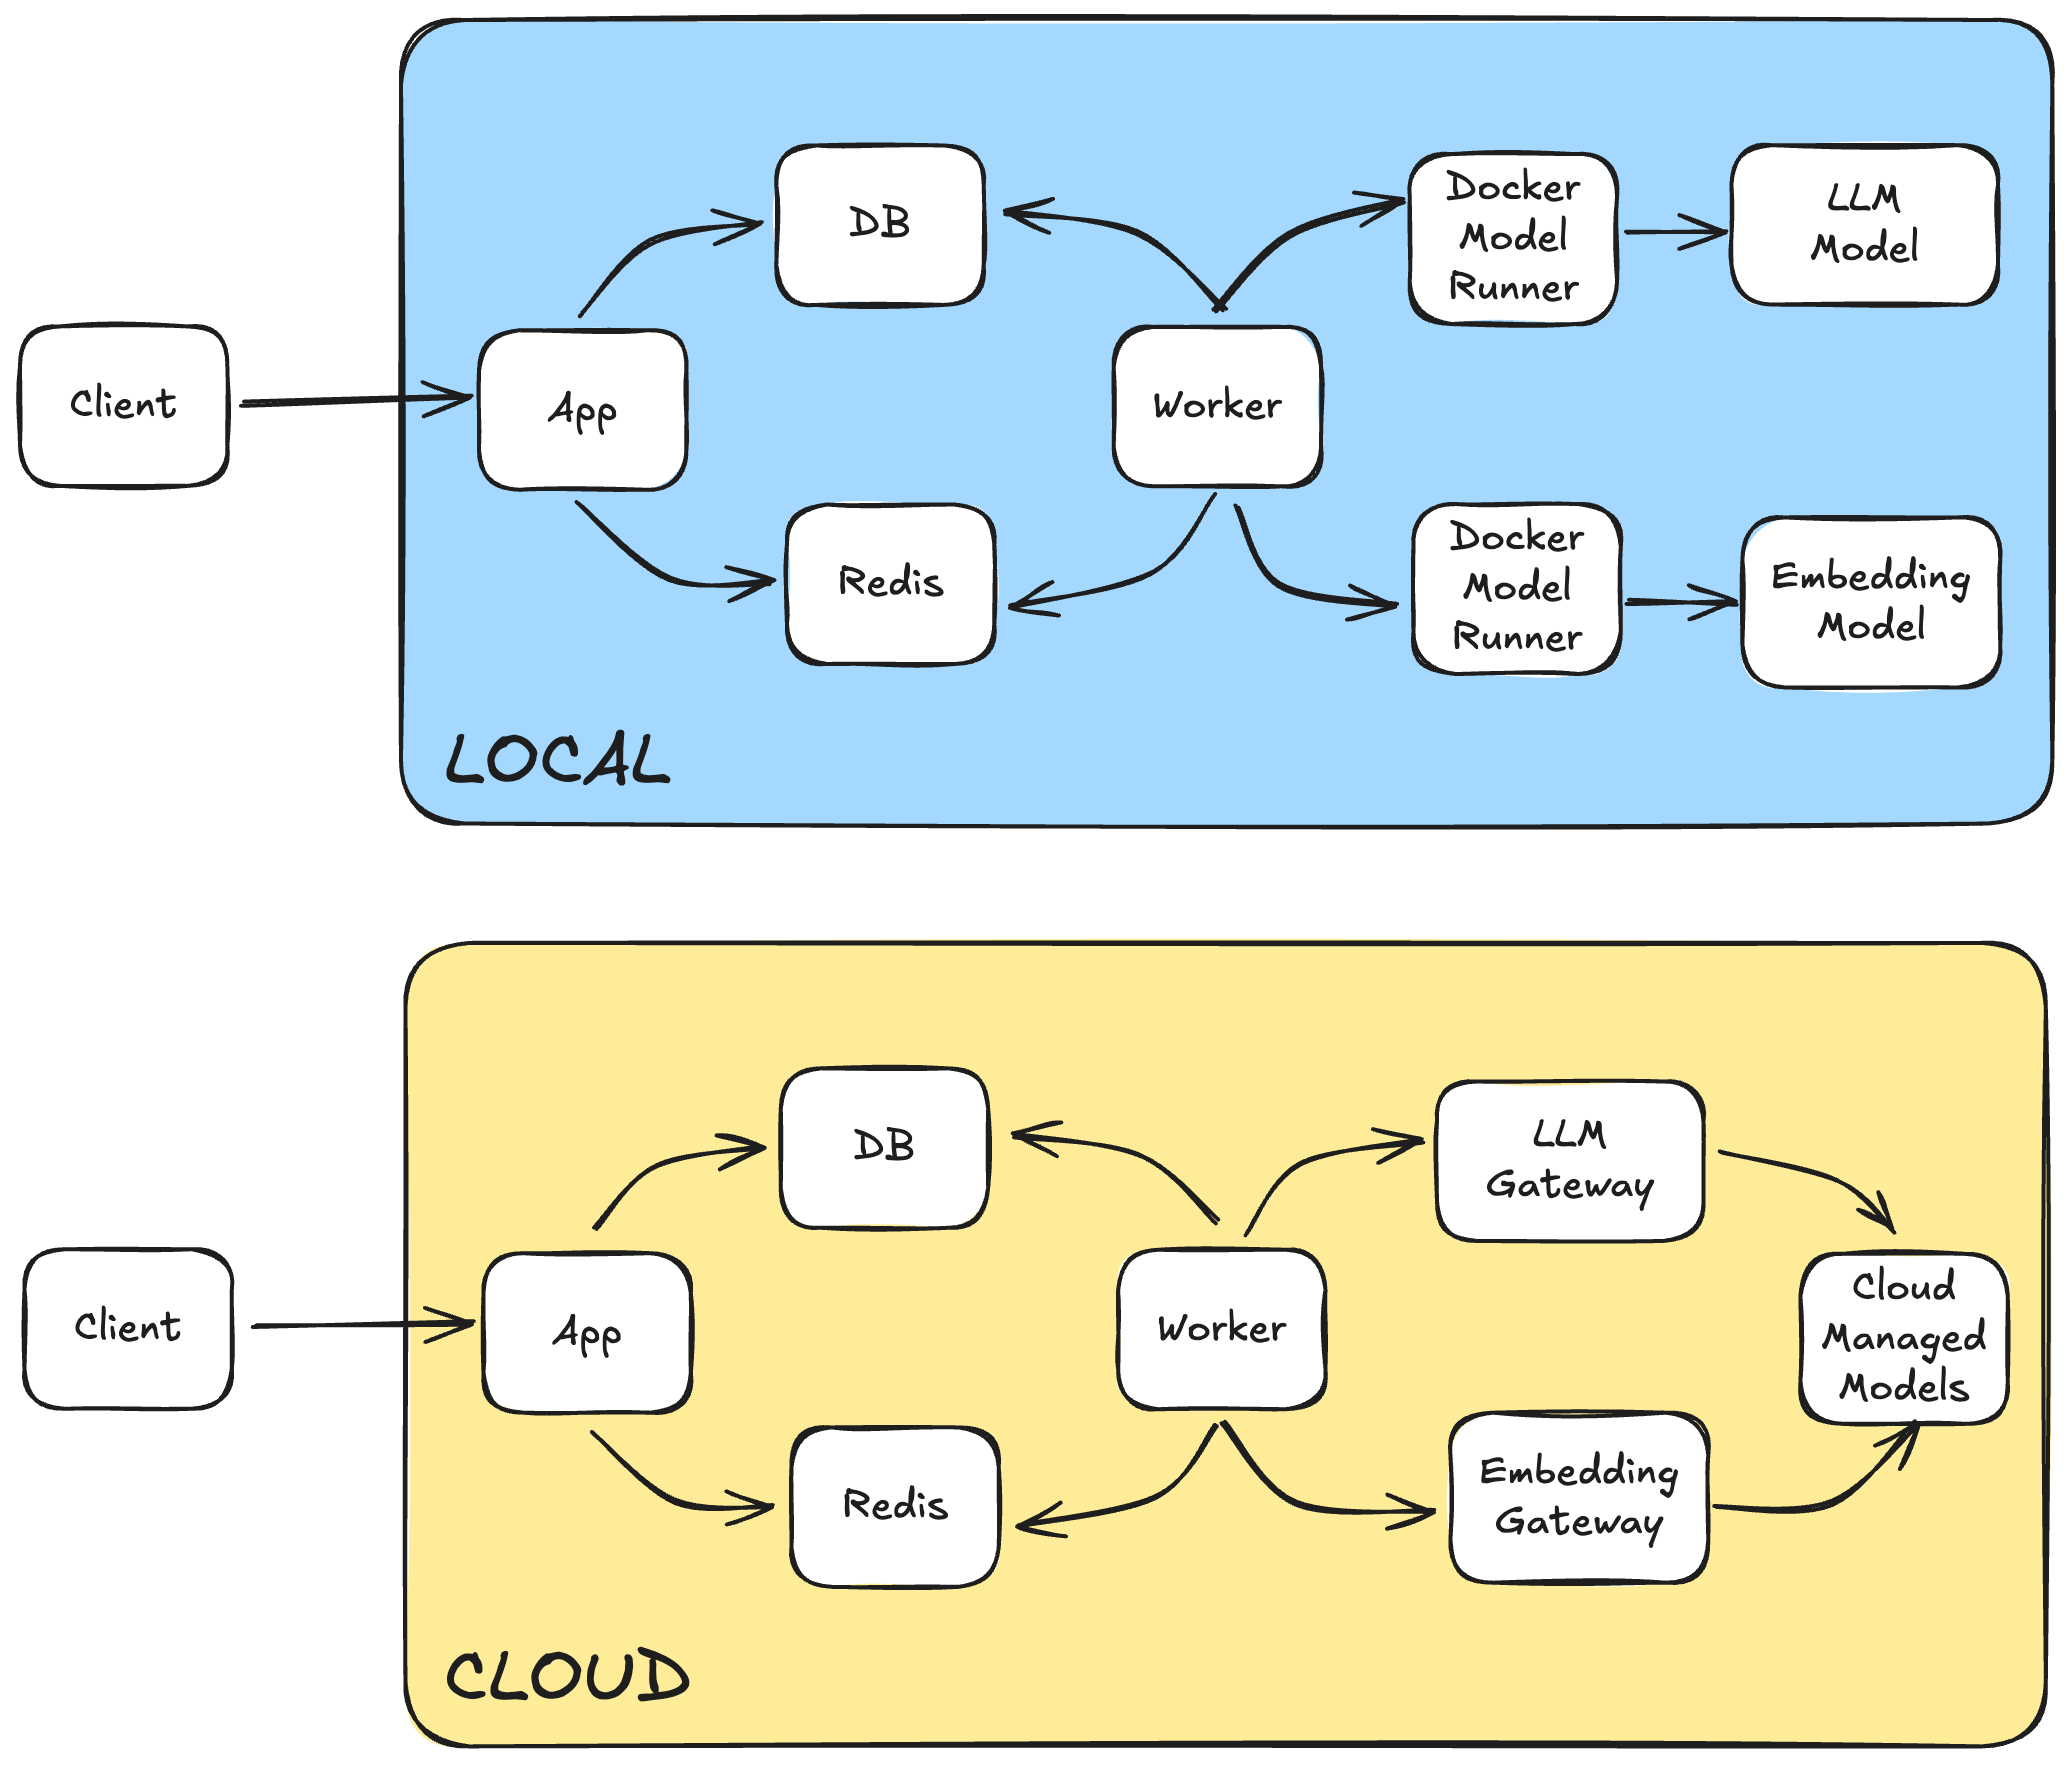 DB
Docker
Model
Runner
LLM
Model
Client
App
Worker
Redis
Docker
Model
Runner
Embedding
Model
LOCAL
DB
LLM
Gateway
Client
App
Worker
Cloud
Managed
Models
Redis
Embedding
Gateway
CLOUD